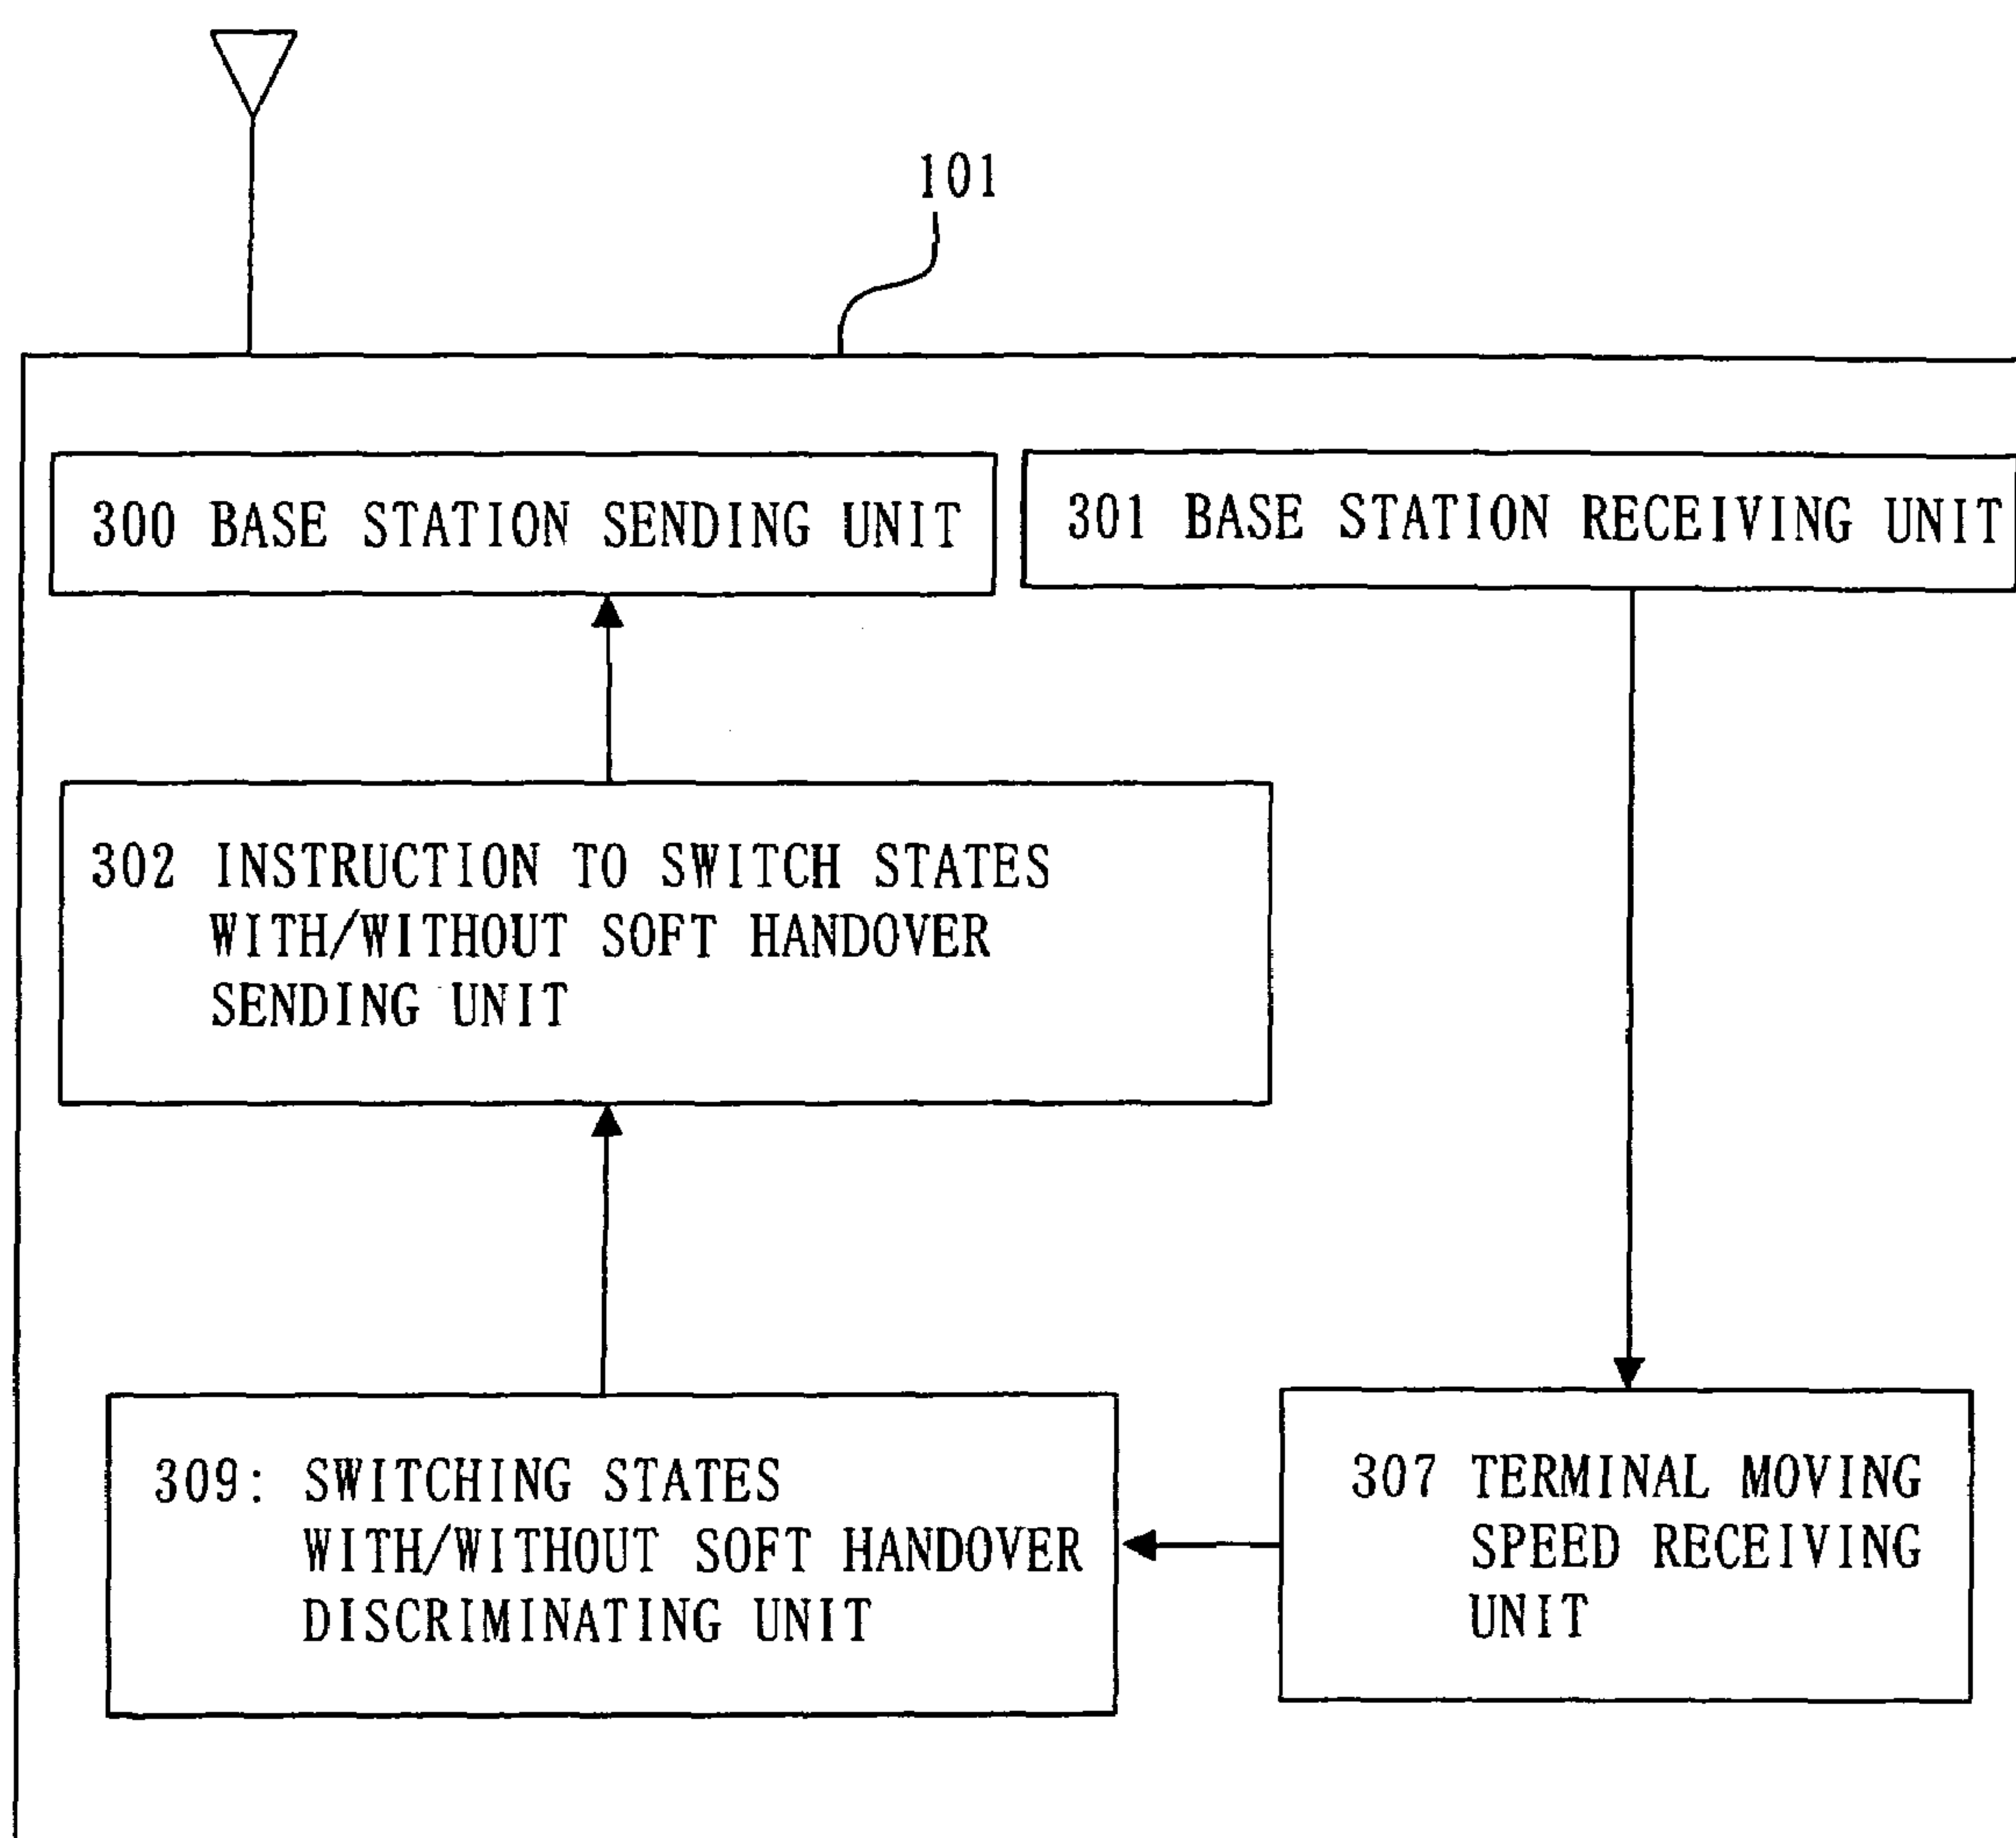 101
300 BASE STATION SENDING UNIT
301 BASE STATION RECEIVING UNIT
302 INSTRUCTION TO SWITCH STATES
WITH/WITHOUT SOFT HANDOVER
SENDING UNIT
309: SWITCHING STATES
WITH/WITHOUT SOFT HANDOVER
DISCRIMINATING UNIT
307 TERMINAL MOVING
SPEED RECEIVING
UNIT